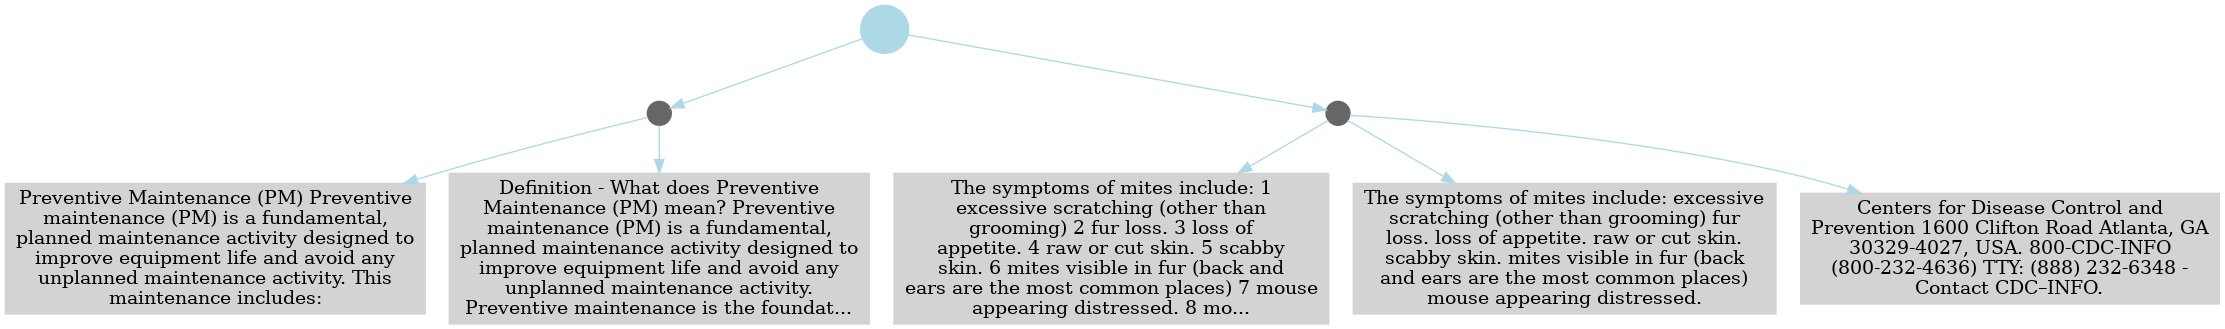 Preventive Maintenance (PM) Preventive
maintenance (PM) is a fundamental,
planned maintenance activity designed to
improve equipment life and avoid any
unplanned maintenance activity. This
maintenance includes:
Definition - What does Preventive
Maintenance (PM) mean? Preventive
maintenance (PM) is a fundamental,
planned maintenance activity designed to
improve equipment life and avoid any
unplanned maintenance activity.
Preventive maintenance is the foundat...
The symptoms of mites include: 1
excessive scratching (other than
grooming) 2 fur loss. 3 loss of
appetite. 4 raw or cut skin. 5 scabby
skin. 6 mites visible in fur (back and
ears are the most common places) 7 mouse
appearing distressed. 8 mo...
The symptoms of mites include: excessive
scratching (other than grooming) fur
loss. loss of appetite. raw or cut skin.
scabby skin. mites visible in fur (back
and ears are the most common places)
mouse appearing distressed.
Centers for Disease Control and
Prevention 1600 Clifton Road Atlanta, GA
30329-4027, USA. 800-CDC-INFO
(800-232-4636) TTY: (888) 232-6348 -
Contact CDC–INFO.